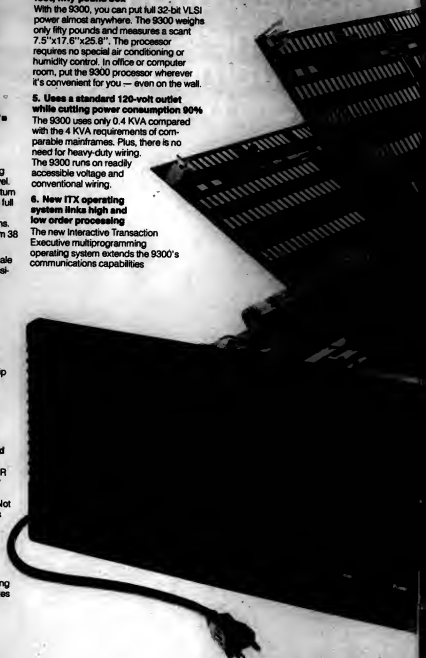 foot, fifty pound box
With the 9300, you can put full 32-bit VLSI
power almost anywhere. The 9300 weighs
only fifty pounds and measures a scant
7.5"x17.6"x25.8". The processor
requires no special air conditioning or
humidity control. In office or computer
room, put the 9300 processor wherever
it's convenient for you — even on the wall.
5. Uses a standard 120-volt outlet
while cutting power consumption 90%
The 9300 uses only 0.4 KVA compared
with the 4 KVA requirements of com-
parable mainframes. Plus, there is no
need for heavy-duty wiring.
The 9300 runs on readily
accessible voltage and
conventional wiring.
6. New ITX operating
system links high and
low order processing
The new Interactive Transaction
Executive multiprogramming
operating system extends the 9300's
communications capabilities
full
38